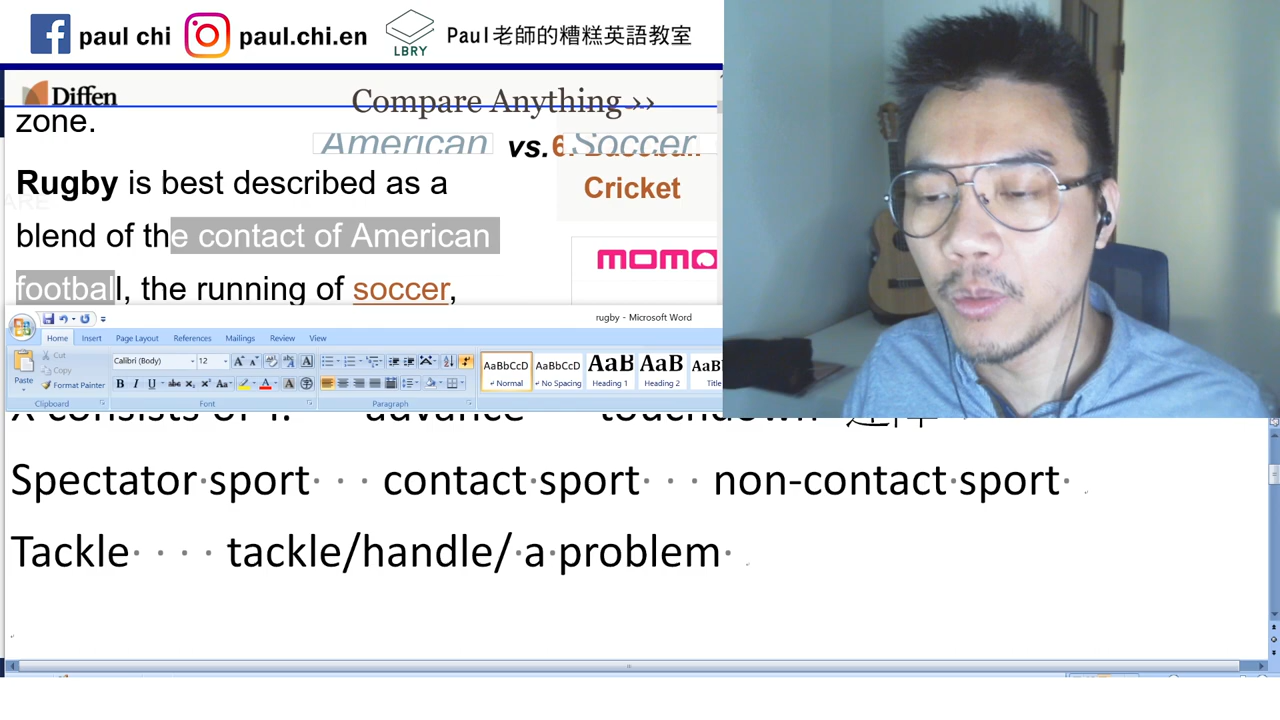 paul chi paul.chi.en LBRY Paul老師的糟糕英語教室
Diffen
Compare Anything ››
zone.
American vs. Soccer
Rugby is best described as a
Cricket
blend of the contact of American
momo
football, the running of soccer,
rugby - Microsoft Word
Home Insert Page Layout References Mailings Review View
Paste Cut Copy Format Painter
Calibri (Body) 12
AaBbCcD AaBbCcD AaB AaB AaB
Normal No Spacing Heading 1 Heading 2 Title
Clipboard Font Paragraph
X consists of Y. advance touchdown 達陣
Spectator sport contact sport non-contact sport
Tackle tackle/handle/ a problem